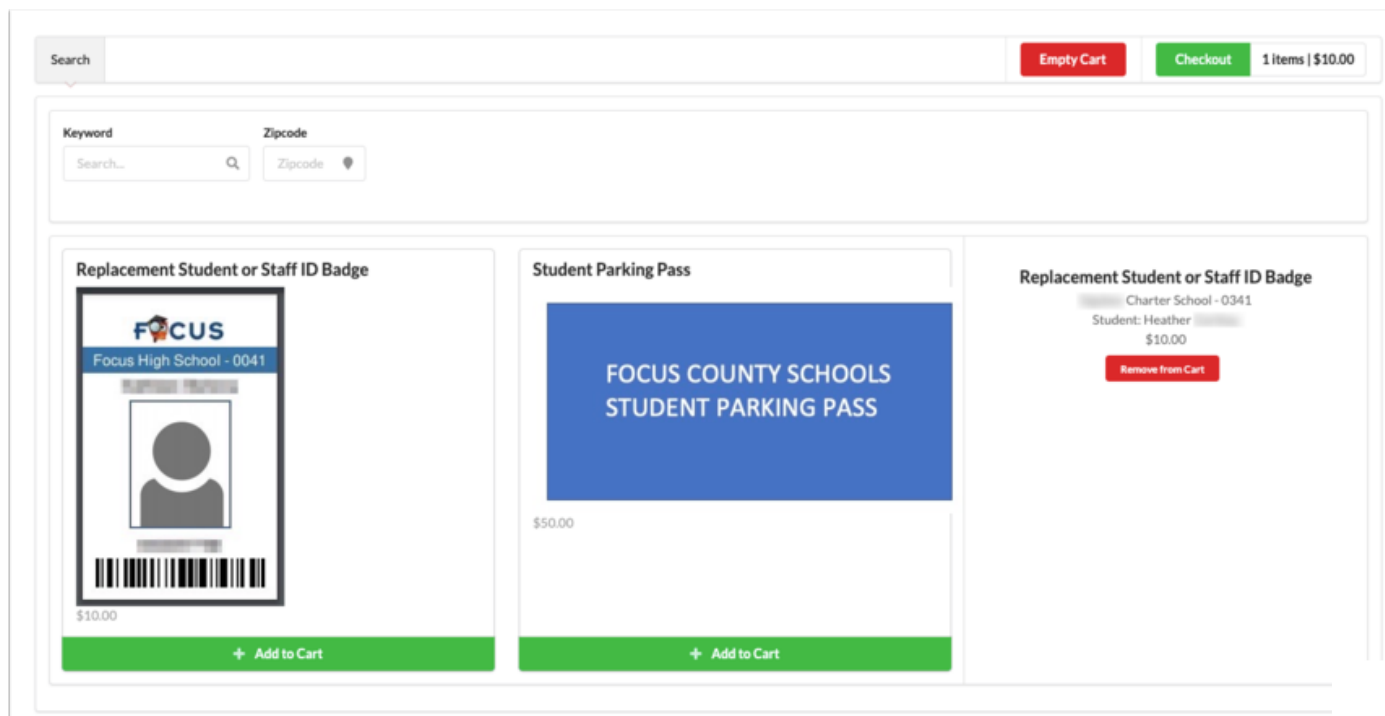 Search
Empty Cart
Checkout
1 items | $10.00
Keyword
Zipcode
Search...
Zipcode
Replacement Student or Staff ID Badge
FOCUS
Focus High School - 0041
$10.00
+ Add to Cart
Student Parking Pass
FOCUS COUNTY SCHOOLS
STUDENT PARKING PASS
$50.00
+ Add to Cart
Replacement Student or Staff ID Badge
Charter School - 0341
Student: Heather
$10.00
Remove from Cart